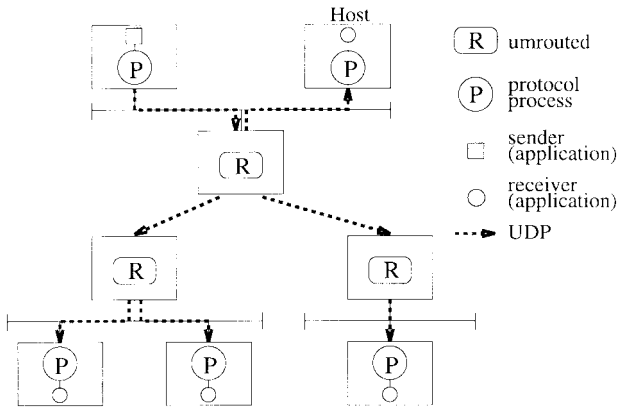 Host
P
P
R
R
R
P
P
P
R umrouted
P protocol
process
sender
(application)
receiver
(application)
UDP